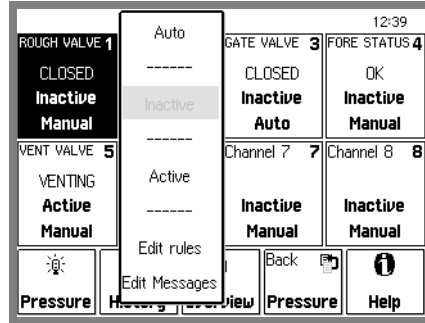 12:39
ROUGH VALVE 1
CLOSED
Inactive
Manual
Auto
------
Inactive
------
Active
------
Edit rules
Edit Messages
GATE VALVE 3
CLOSED
Inactive
Auto
FORE STATUS 4
OK
Inactive
Manual
VENT VALVE 5
VENTING
Active
Manual
Channel 7 7
Inactive
Manual
Channel 8 8
Inactive
Manual
Pressure
Back
Pressure
Help